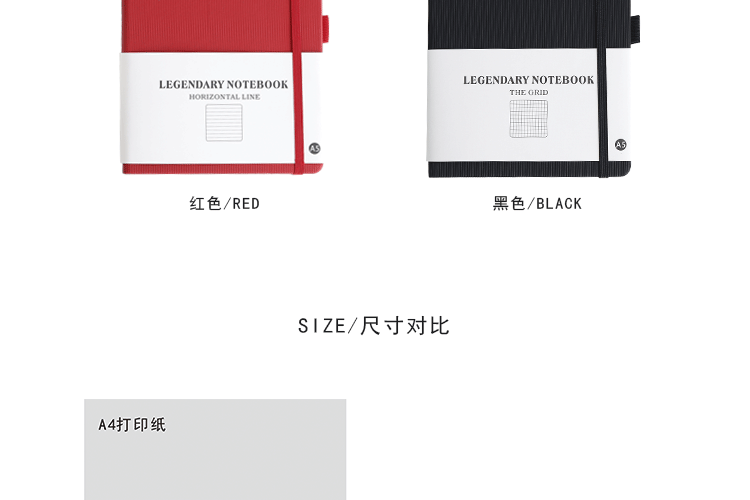 LEGENDARY NOTEBOOK
HORIZONTAL LINE
A5
红色/RED
LEGENDARY NOTEBOOK
THE GRID
A5
黑色/BLACK
SIZE/尺寸对比
A4打印纸